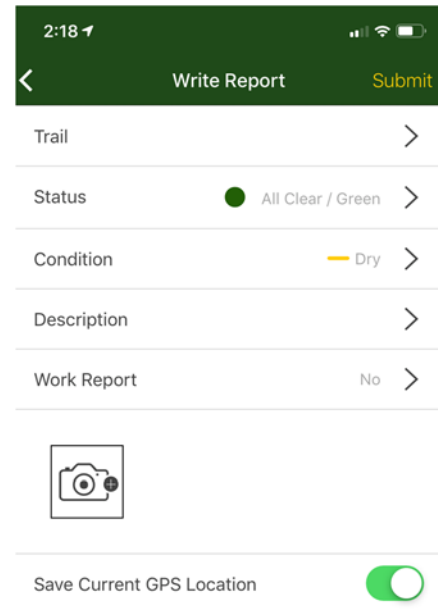 2:18
Write Report Submit
Trail
Status All Clear / Green
Condition Dry
Description
Work Report No
Save Current GPS Location